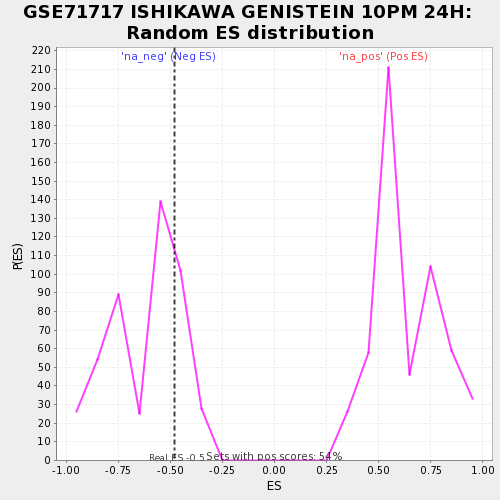 GSE71717 ISHIKAWA GENISTEIN 10PM 24H:
Random ES distribution
'na_neg' (Neg ES)
'na_pos' (Pos ES)
220
210
200
190
180
170
160
150
140
130
120
110
100
90
80
70
60
50
40
30
20
10
0
P(ES)
Real ES -0.5
Sets with pos scores: 54%
-1.00 -0.75 -0.50 -0.25 0.00 0.25 0.50 0.75 1.00
ES